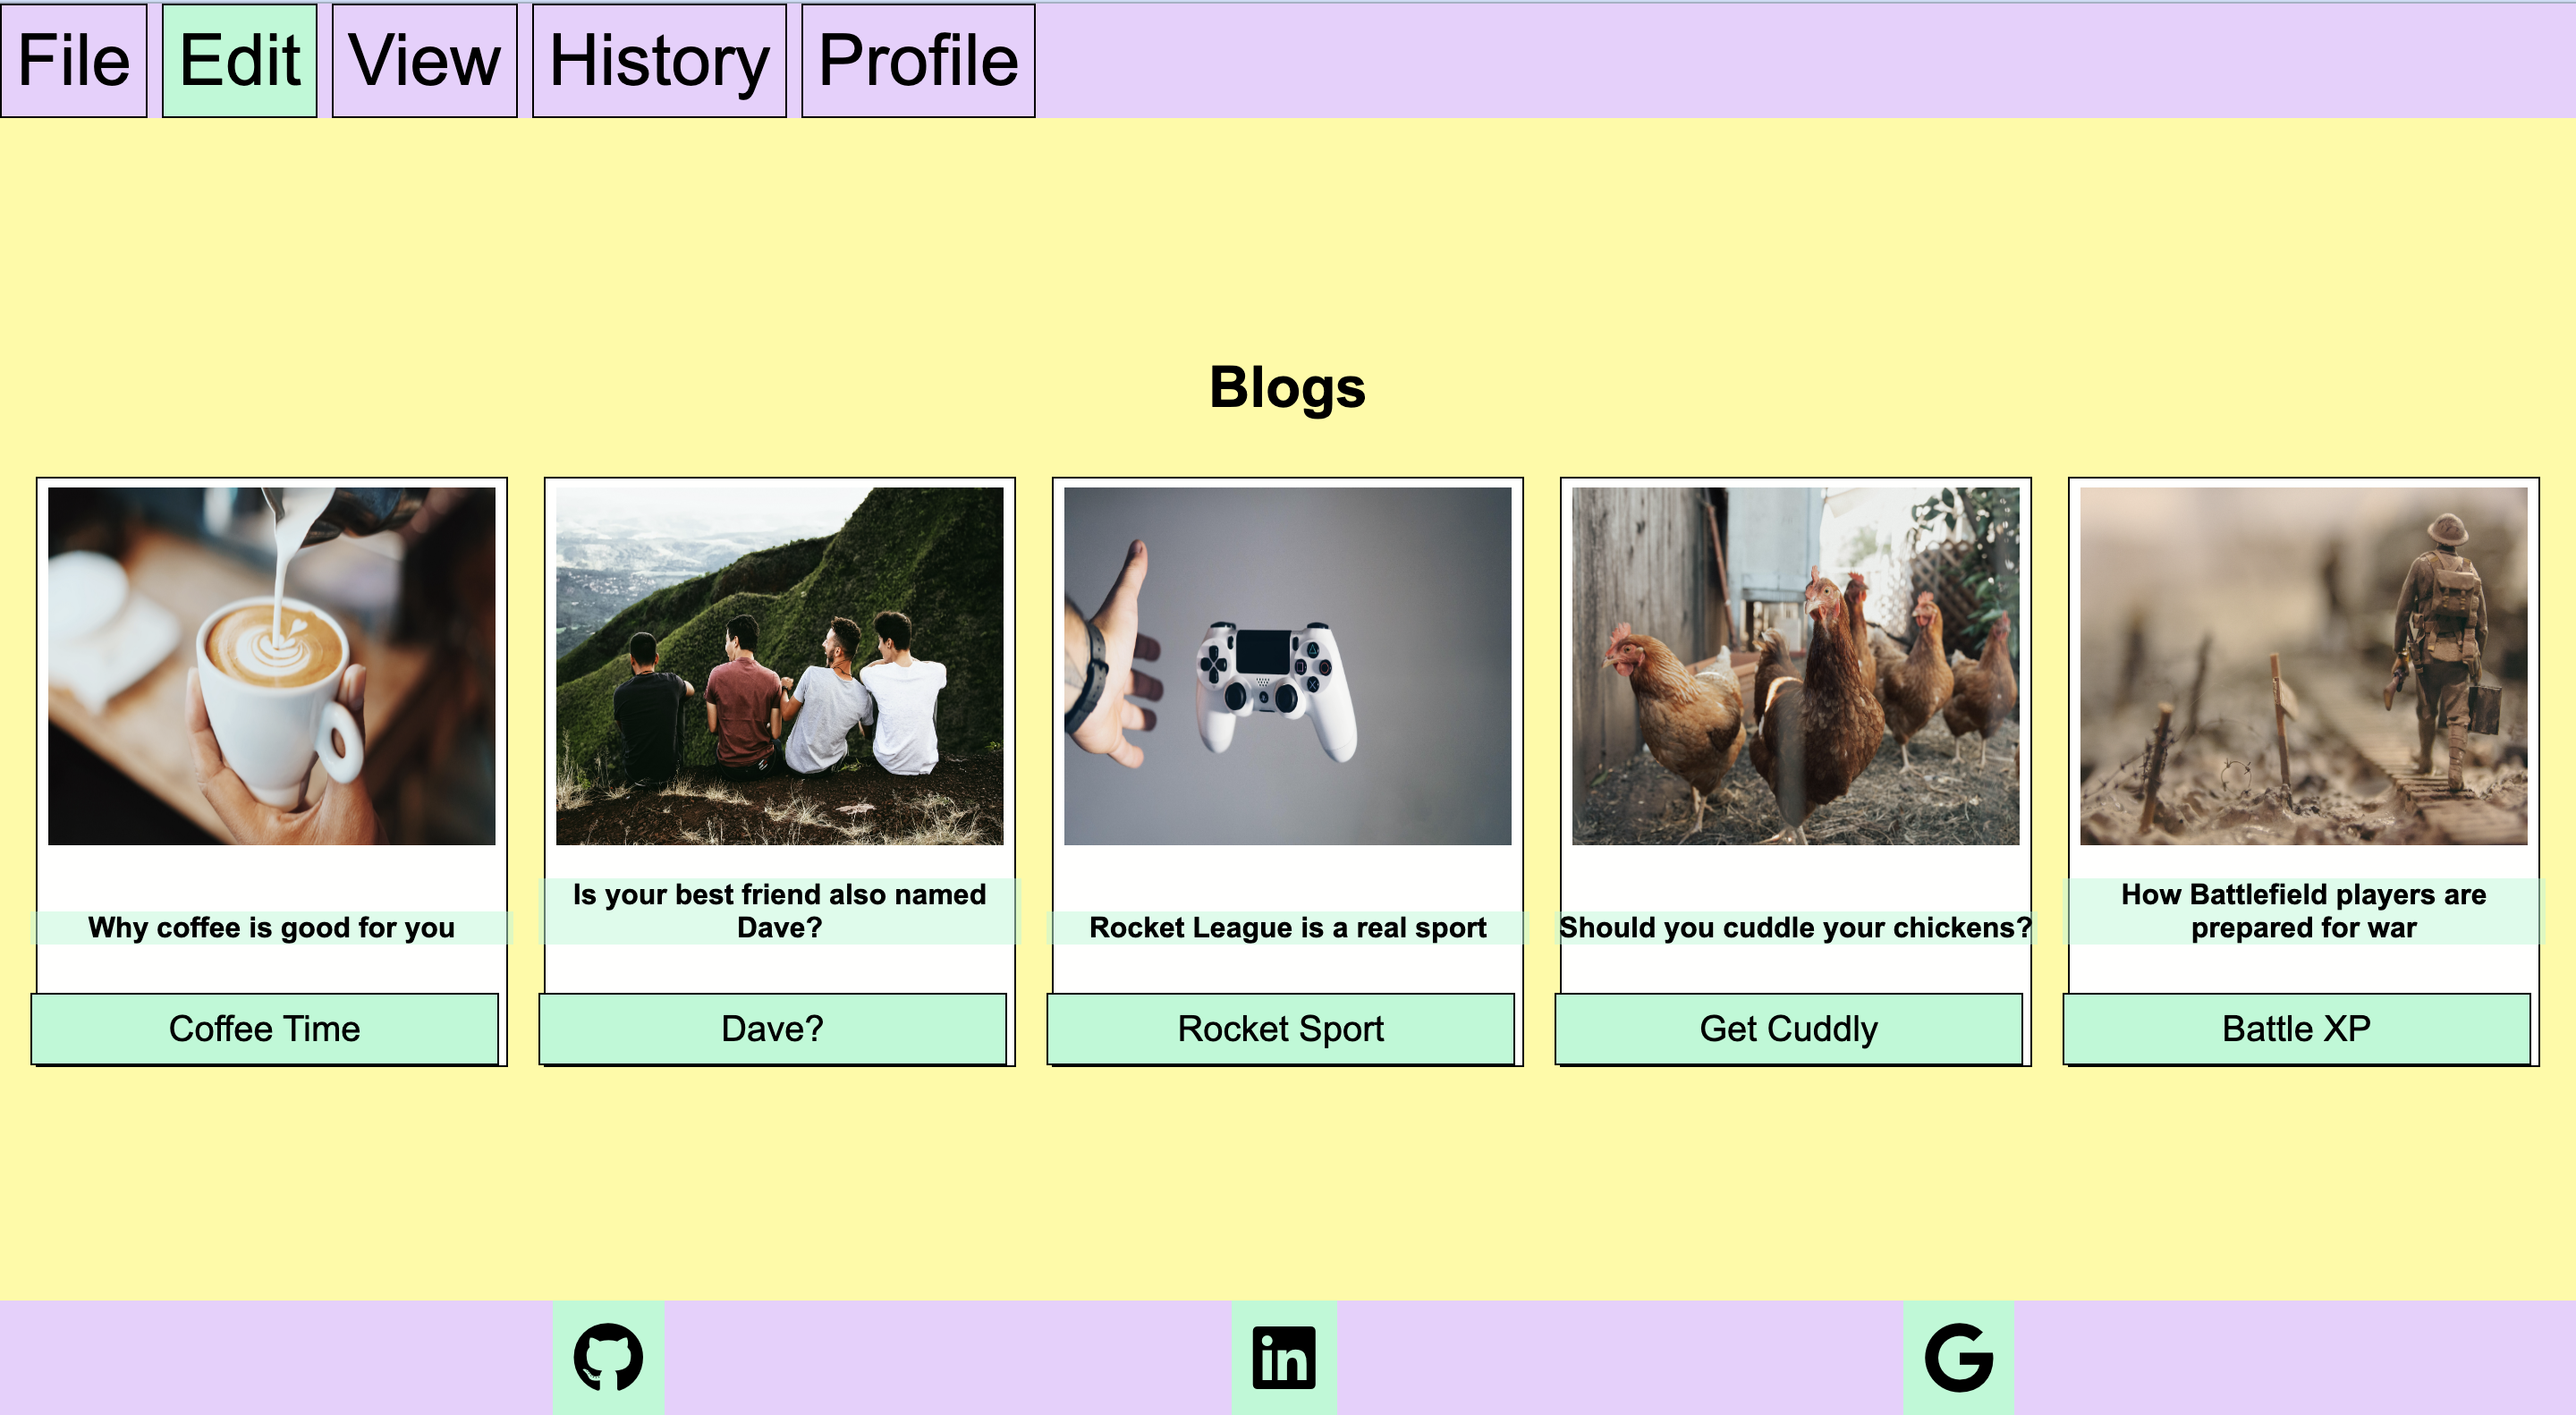 File Edit View History Profile
Blogs
Why coffee is good for you
Is your best friend also named
Dave?
Rocket League is a real sport
Should you cuddle your chickens?
How Battlefield players are
prepared for war
Coffee Time
Dave?
Rocket Sport
Get Cuddly
Battle XP
in
G